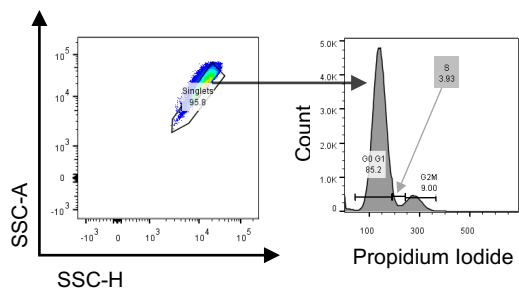 10^5
10^4
10^3
0
-10^3
Singlets
95.8
-10^3 0 10^3 10^4 10^5
SSC-A
SSC-H
5.0K
4.0K
3.0K
2.0K
1.0K
0
Count
S
3.93
G0 G1
85.2
G2M
9.00
100 300 500
Propidium Iodide